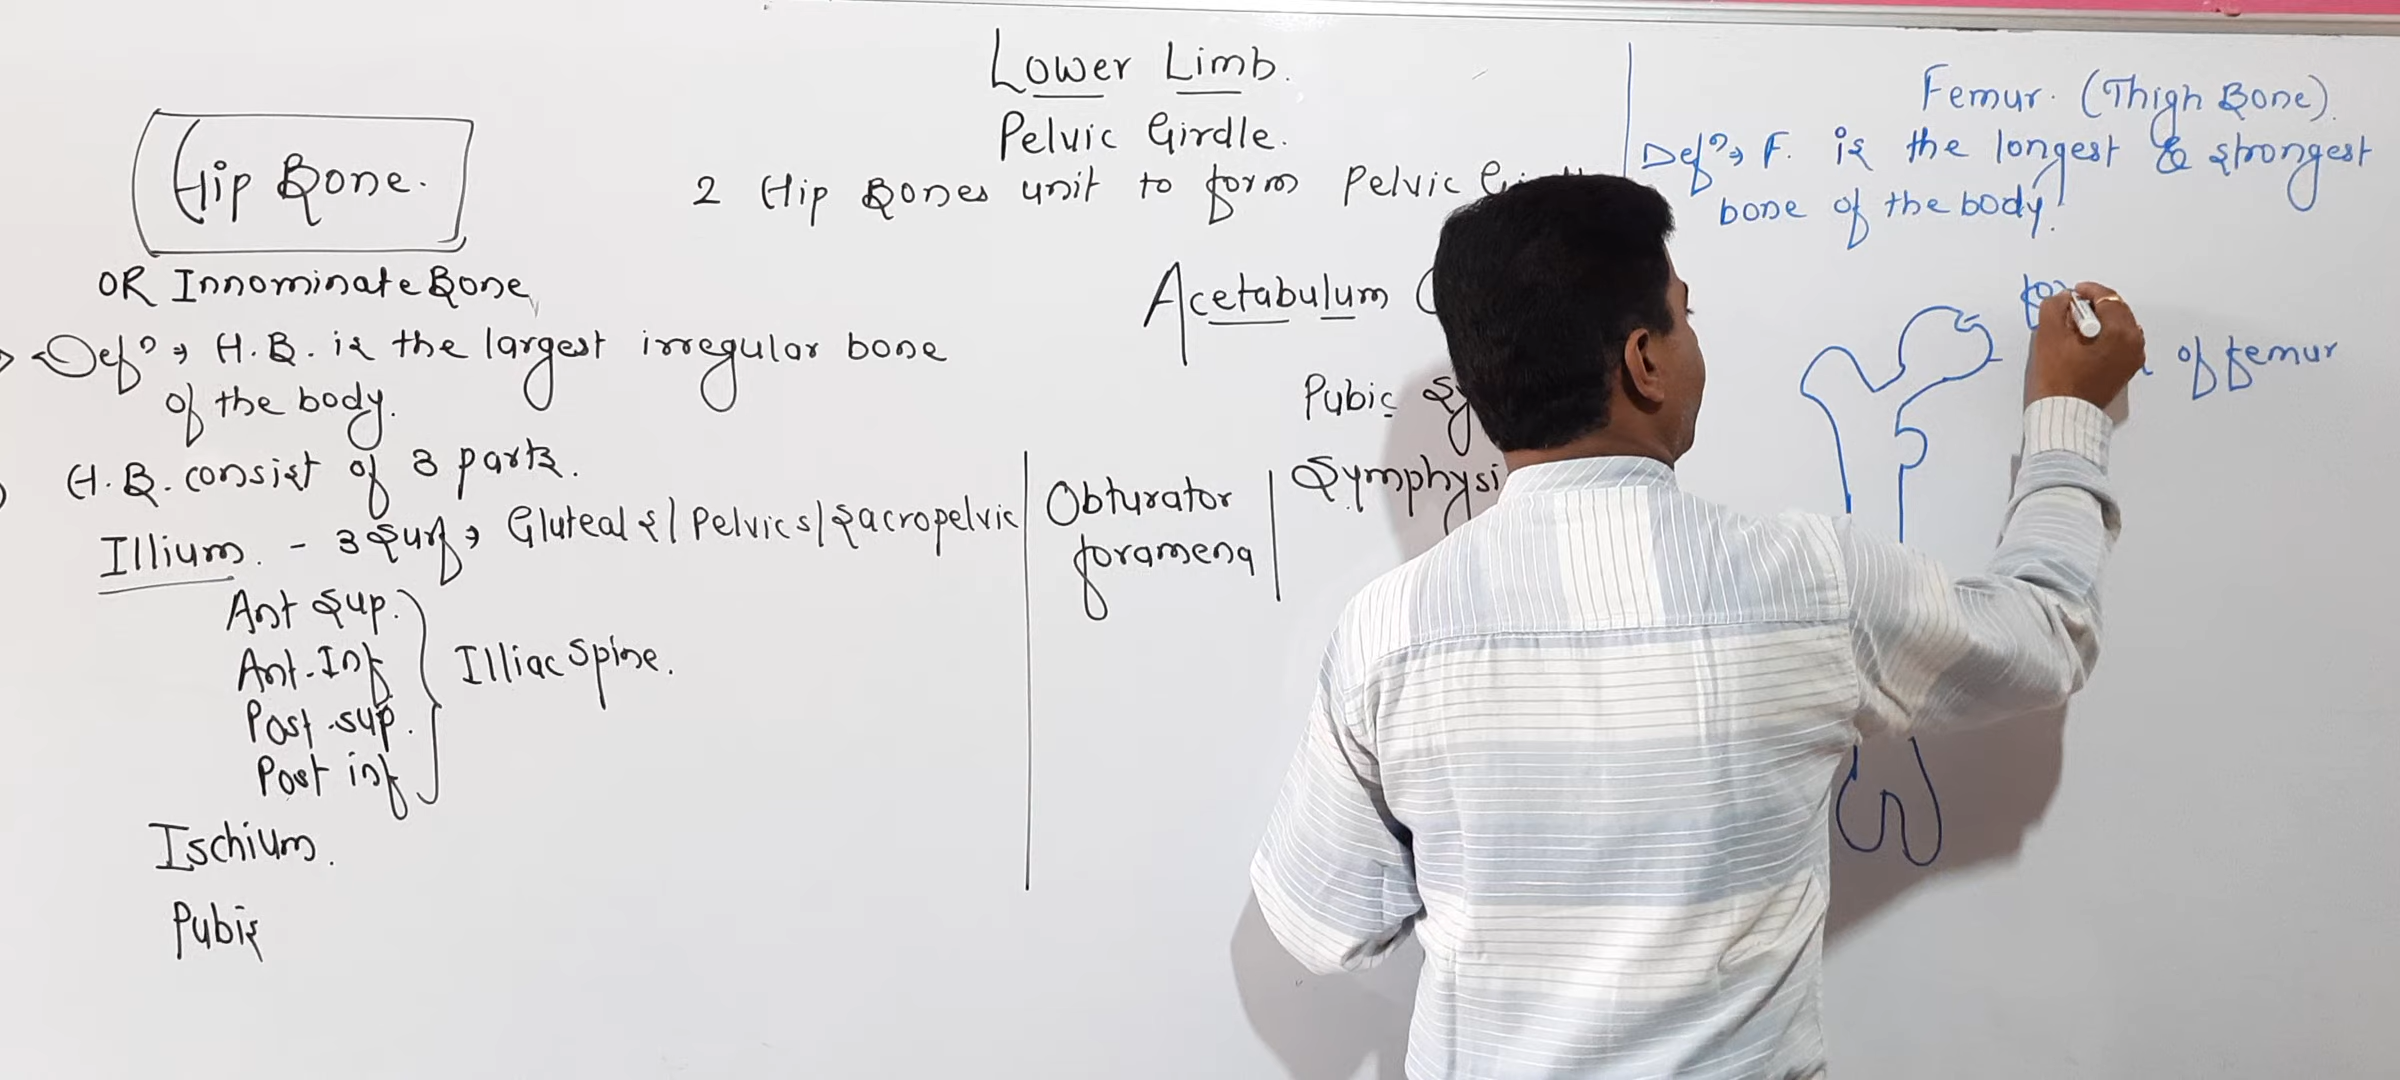 Lower Limb.
Pelvic Girdle.
2 Hip Bones unit to form Pelvic
Hip Bone.
OR Innominate Bone
Defn → H.B. is the largest irregular bone
of the body.
H.B. consist of 3 parts.
Illium. - 3 Surf → Gluteal s/ Pelvic s/ Sacropelvic
Ant Sup.
Ant. Inf
Post. sup.
Post inf
Illiac Spine.
Ischium.
Pubis
Acetabulum (
Pubic
Obturator
foramena
Femur. (Thigh Bone).
Defn → F. is the longest & strongest
bone of the body.
of femur